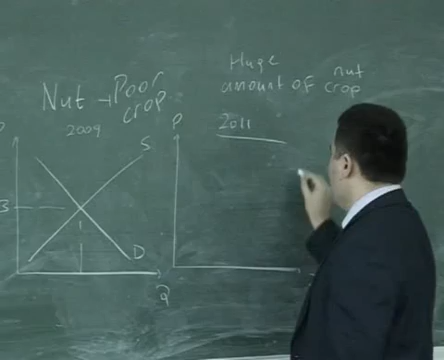 Nut → Poor
crop
2009
P
S
3
D
Q
Huge
amount of nut
crop
2011
P